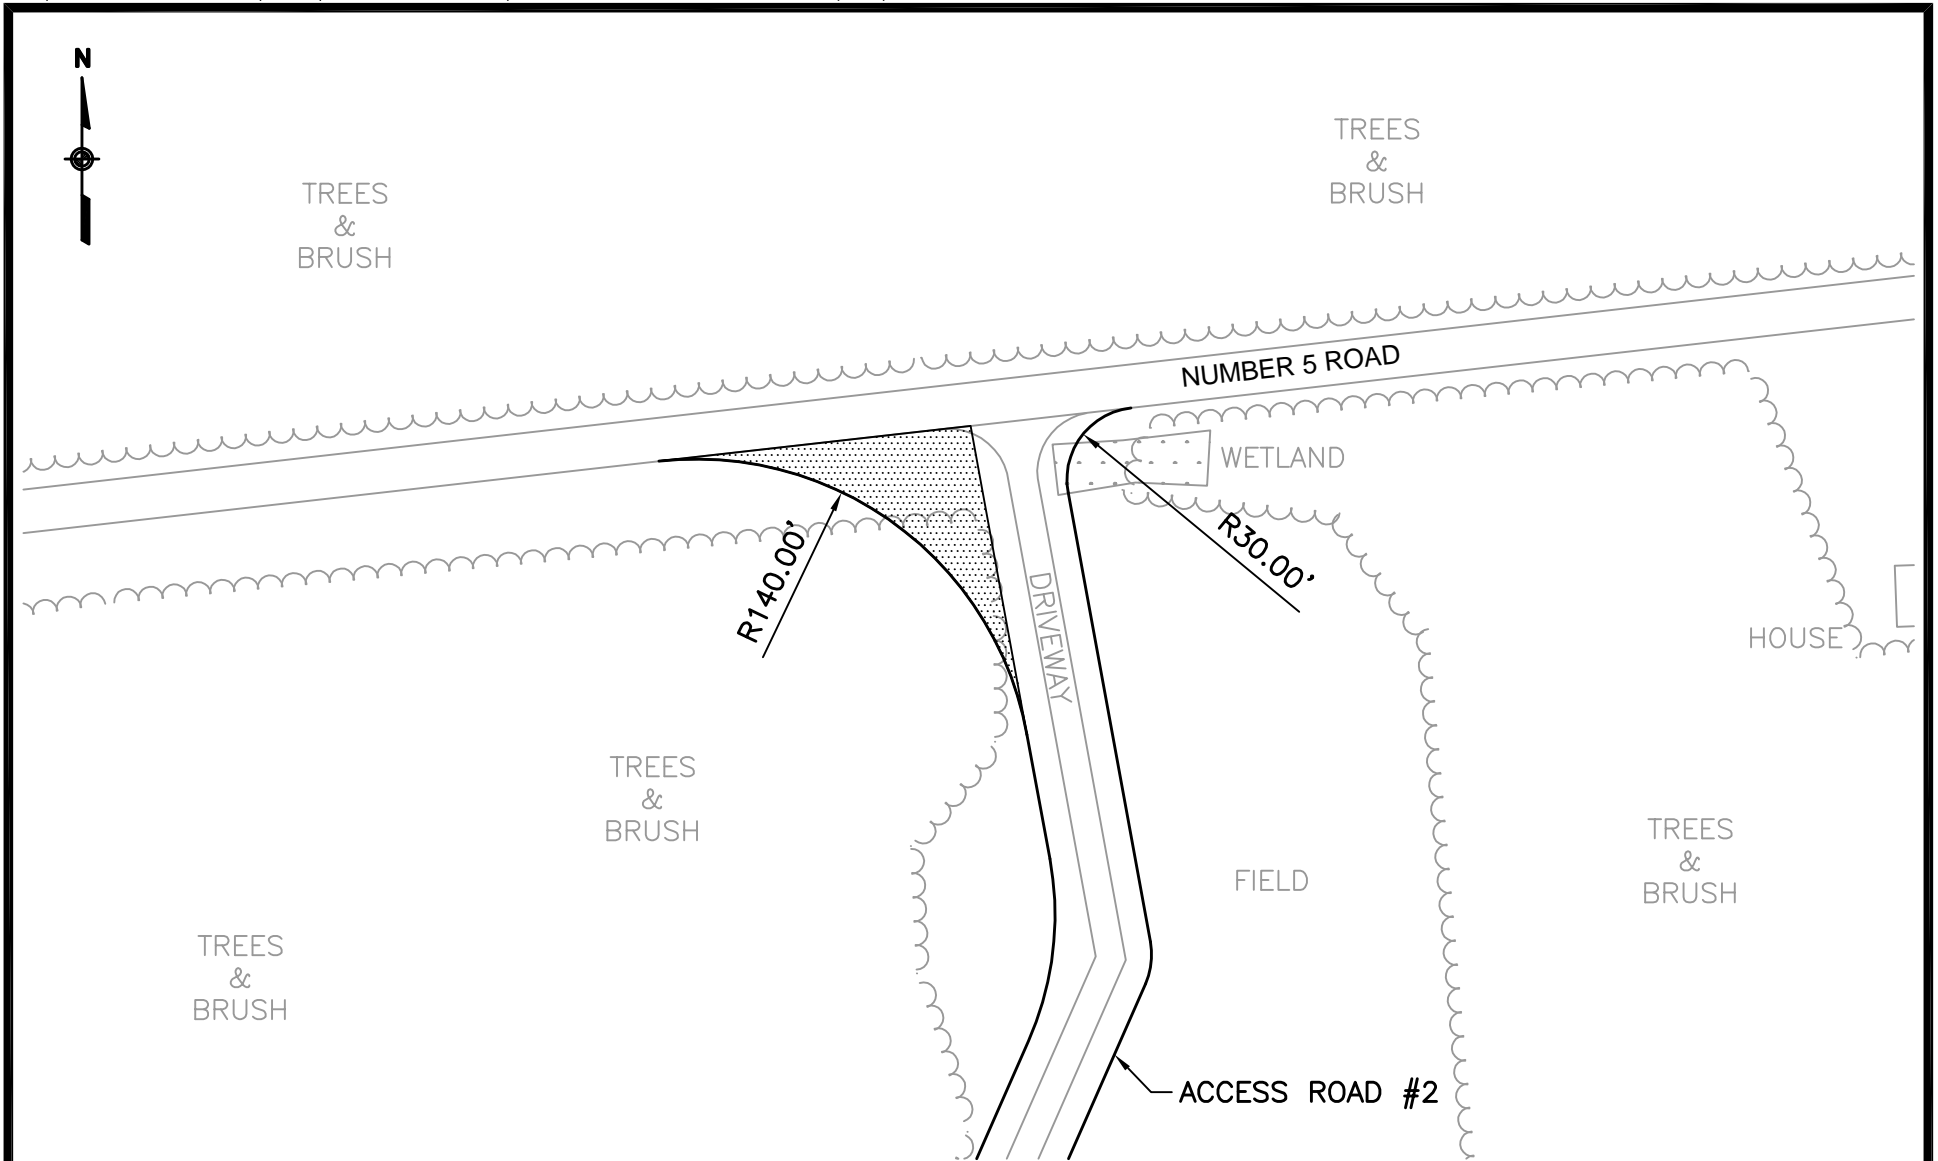 N
TREES
&
BRUSH
TREES
&
BRUSH
NUMBER 5 ROAD
WETLAND
R140.00'
R30.00'
DRIVEWAY
HOUSE
TREES
&
BRUSH
FIELD
TREES
&
BRUSH
TREES
&
BRUSH
ACCESS ROAD #2